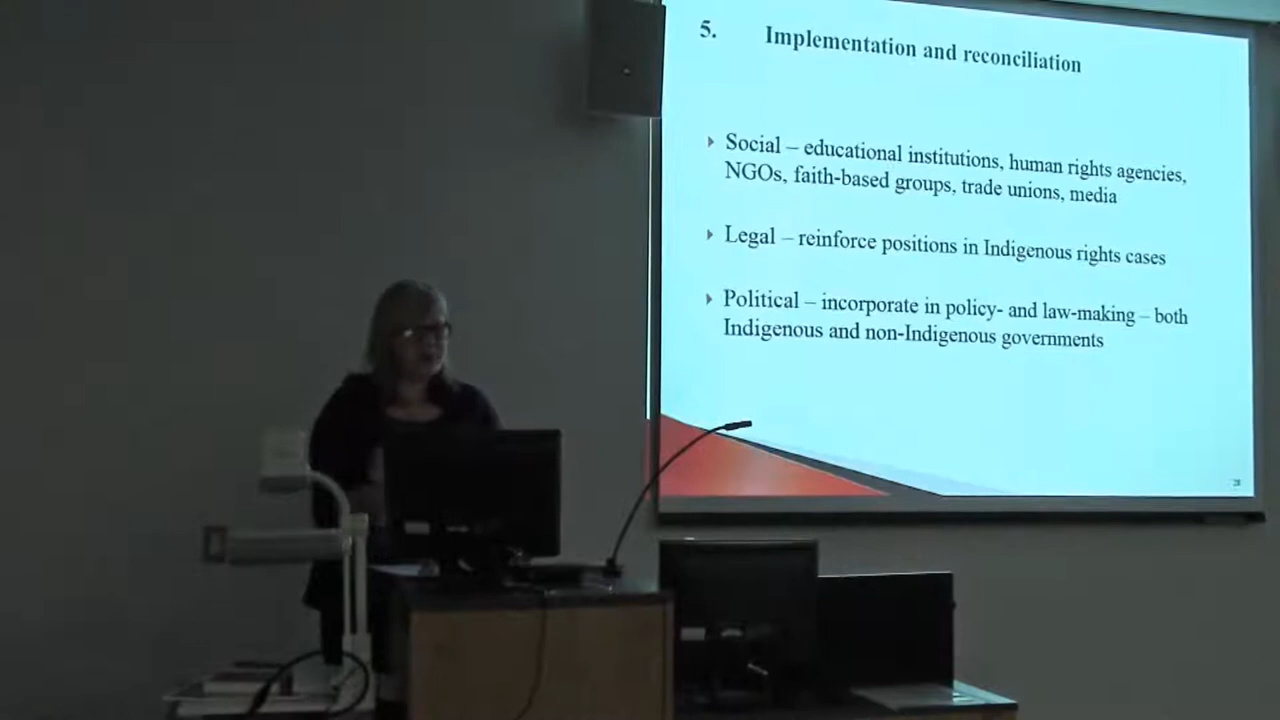 5. Implementation and reconciliation
Social – educational institutions, human rights agencies,
NGOs, faith-based groups, trade unions, media
Legal – reinforce positions in Indigenous rights cases
Political – incorporate in policy- and law-making – both
Indigenous and non-Indigenous governments